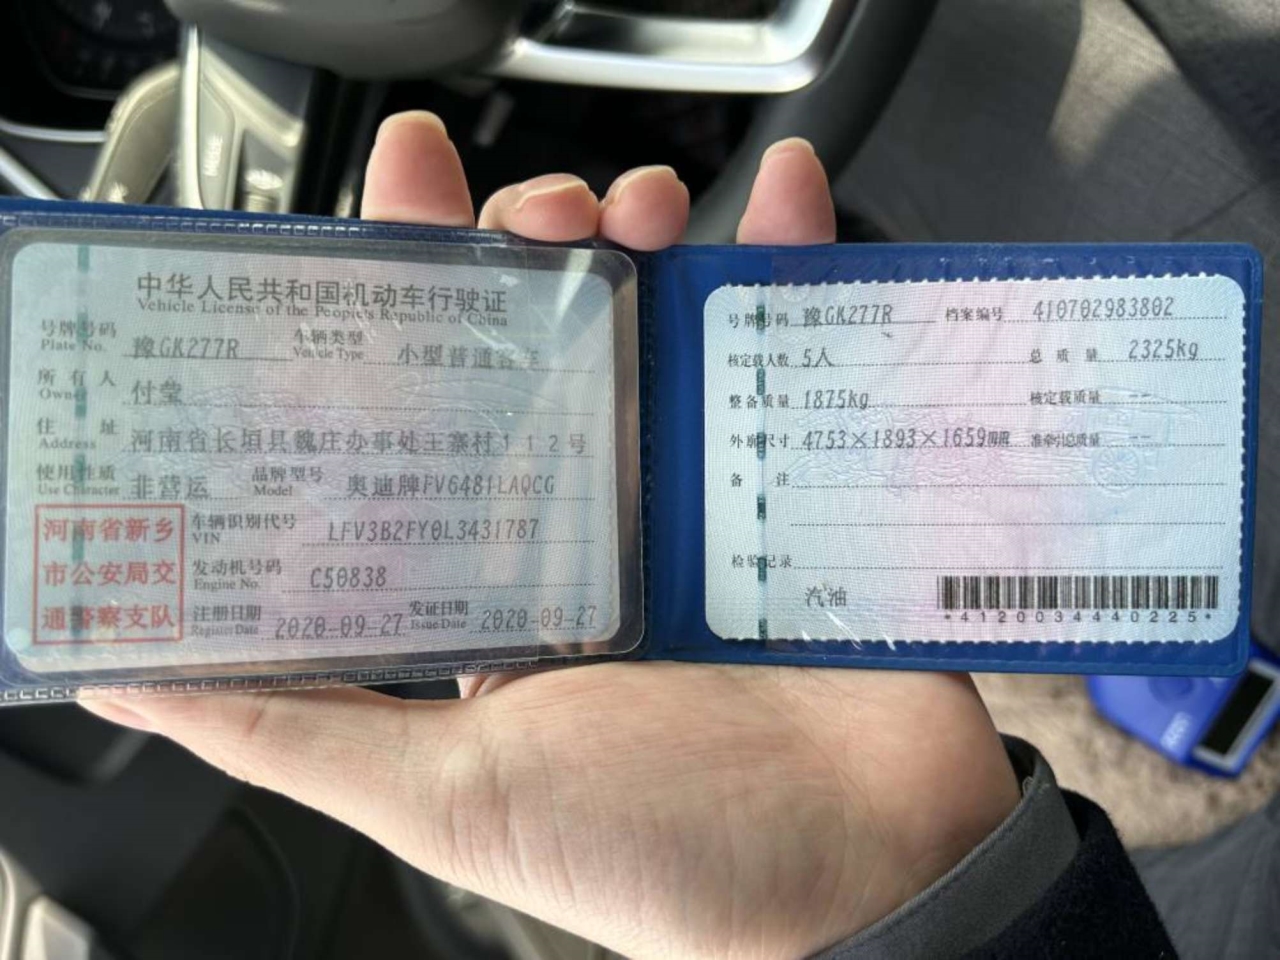 中华人民共和国机动车行驶证
Vehicle License of the People's Republic of China
号牌号码 豫GK277R 车辆类型 小型普通客车
Plate No. Vehicle Type
所有人 付莹
Owner
住址 河南省长垣县魏庄办事处王寨村112号
Address
使用性质 非营运 品牌型号 奥迪牌FV6481LAQCG
Use Character Model
河南省新乡
市公安局交
通警察支队
车辆识别代号 LFV3B2FY0L3431787
VIN
发动机号码 C50838
Engine No.
注册日期 2020-09-27 发证日期 2020-09-27
Register Date Issue Date
号牌号码 豫GK277R 档案编号 410702983802
核定载人数 5人 总质量 2325kg
整备质量 1875kg 核定载质量 --
外廓尺寸 4753×1893×1659mm 准牵引总质量 --
备注
检验记录
汽油
*4120034440225*